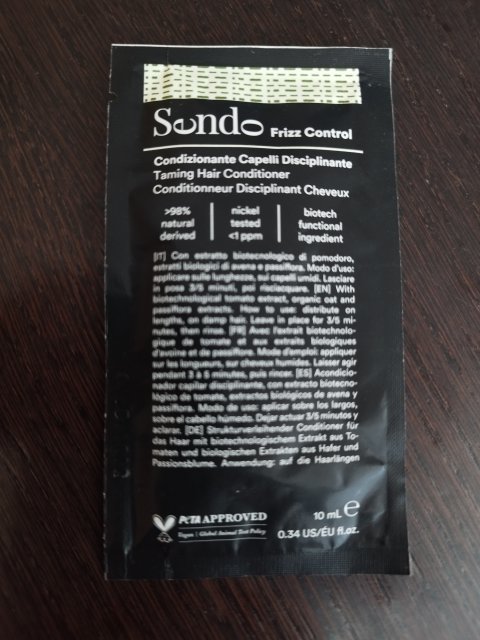 Sendo Frizz Control
Condizionante Capelli Disciplinante
Taming Hair Conditioner
Conditionneur Disciplinant Cheveux
>98% natural derived
nickel tested <1 ppm
biotech functional ingredient
[IT] Con estratto biotecnologico di pomodoro,
estratti biologici di avena e passiflora. Modo d'uso:
applicare sulle lunghezze, su capelli umidi. Lasciare
in posa 3/5 minuti, poi risciacquare. [EN] With
biotechnological tomato extract, organic oat and
passiflora extracts. How to use: distribute on
lengths, on damp hair. Leave in place for 3/5 mi-
nutes, then rinse. [FR] Avec l'extrait biotechnolo-
gique de tomate et aux extraits biologiques
d'avoine et de passiflore. Mode d'emploi: appliquer
sur les longueurs, sur cheveux humides. Laisser agir
pendant 3 à 5 minutes, puis rincer. [ES] Acondicio-
nador capilar disciplinante, con extracto biotecno-
lógico de tomate, extractos biológicos de avena y
pasiflora. Modo de uso: aplicar sobre los largos,
sobre el cabello húmedo. Dejar actuar 3/5 minutos y
aclarar. [DE] Strukturverleihender Conditioner für
das Haar mit biotechnologischem Extrakt aus To-
maten und biologischen Extrakten aus Hafer und
Passionsblume. Anwendung: auf die Haarlängen
PETA APPROVED
Vegan | Global Animal Test Policy
10 mL e
0.34 US/ÉU fl.oz.